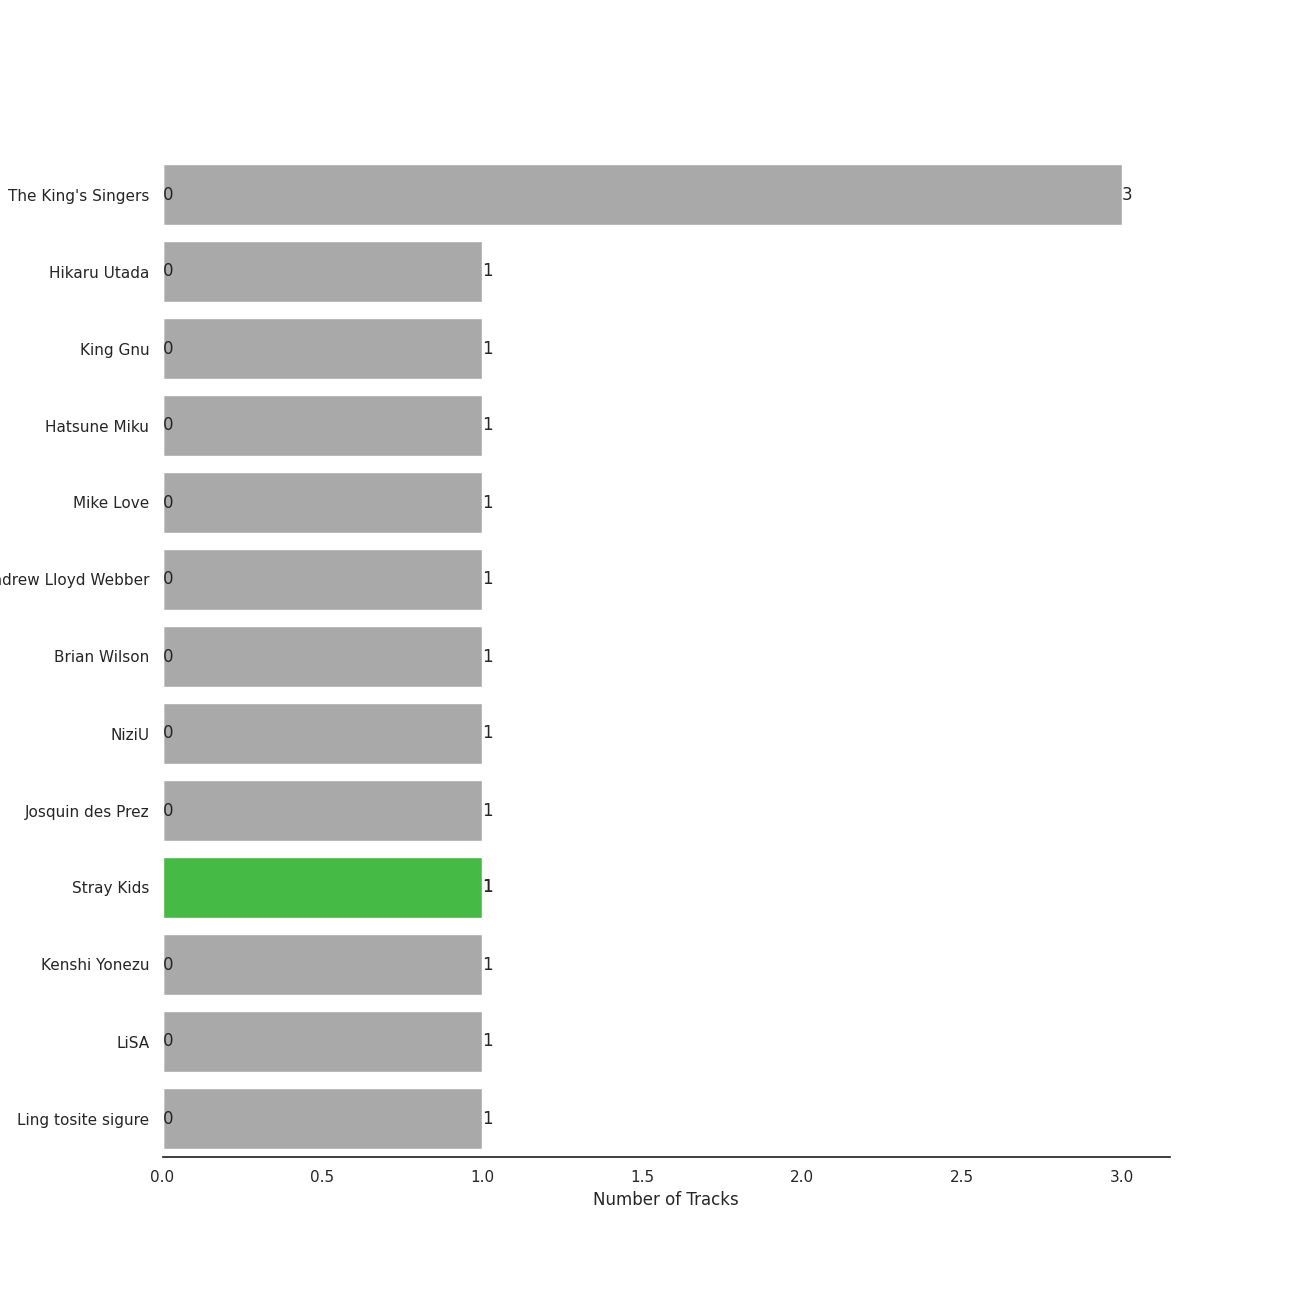 The King's Singers 0 3
Hikaru Utada 0 1
King Gnu 0 1
Hatsune Miku 0 1
Mike Love 0 1
drew Lloyd Webber 0 1
Brian Wilson 0 1
NiziU 0 1
Josquin des Prez 0 1
Stray Kids 1
Kenshi Yonezu 0 1
LiSA 0 1
Ling tosite sigure 0 1
0.0 0.5 1.0 1.5 2.0 2.5 3.0
Number of Tracks